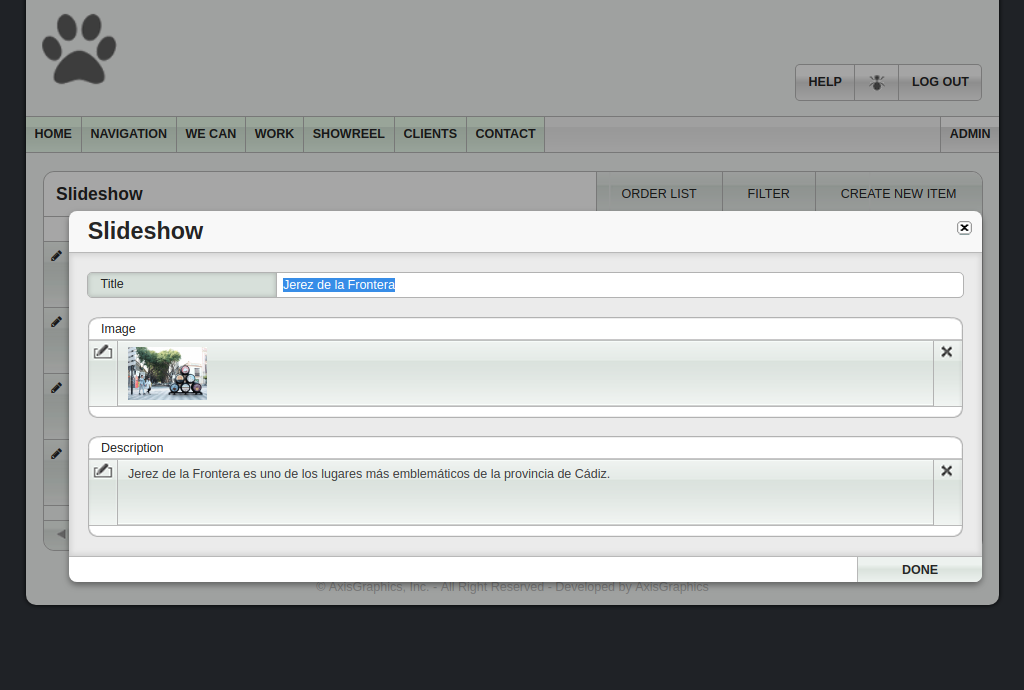 HELP
LOG OUT
HOME
NAVIGATION
WE CAN
WORK
SHOWREEL
CLIENTS
CONTACT
ADMIN
Slideshow
ORDER LIST
FILTER
CREATE NEW ITEM
Slideshow
Title
Jerez de la Frontera
Image
Description
Jerez de la Frontera es uno de los lugares más emblemáticos de la provincia de Cádiz.
DONE
© AxisGraphics, Inc. - All Right Reserved - Developed by AxisGraphics